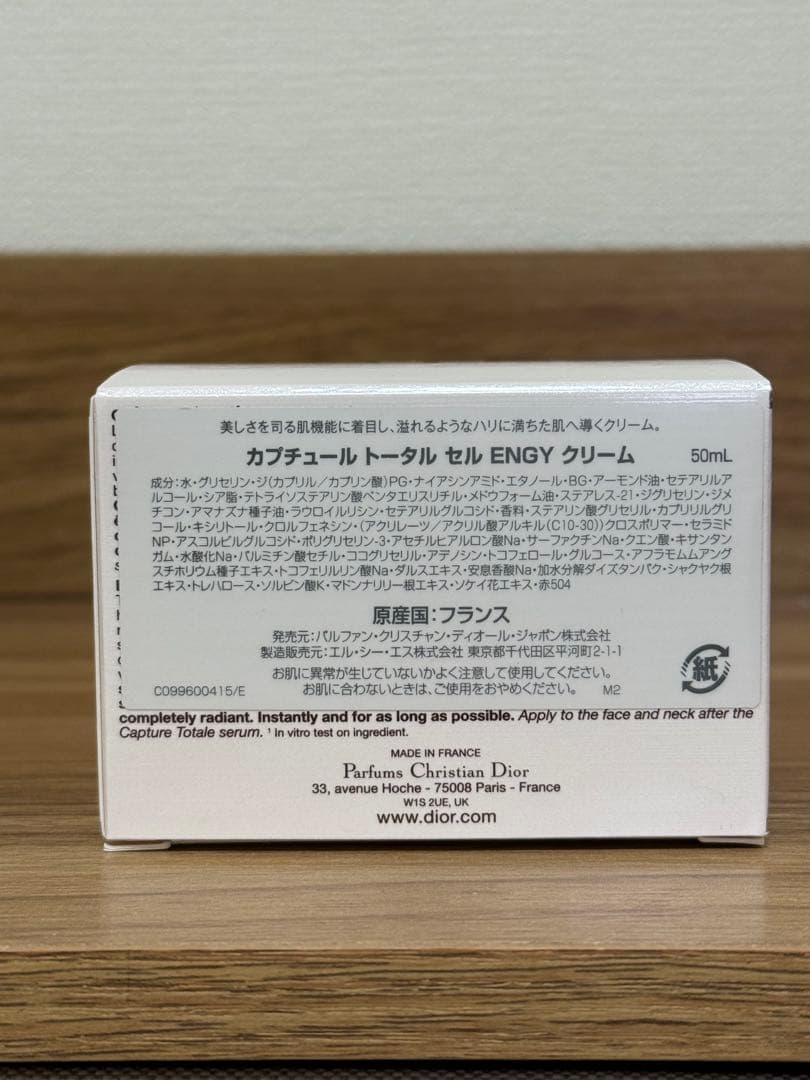 美しさを司る肌機能に着目し、溢れるようなハリに満ちた肌へ導くクリーム。
カプチュール トータル セル ENGY クリーム 50mL
成分:水・グリセリン・ジ(カプリル/カプリン酸)PG・ナイアシンアミド・エタノール・BG・アーモンド油・セテアリルア
ルコール・シア脂・テトライソステアリン酸ペンタエリスリチル・メドウフォーム油・ステアレス-21・ジグリセリン・ジメ
チコン・アマナズナ種子油・ラウロイルリシン・セテアリルグルコシド・香料・ステアリン酸グリセリル・カプリリルグリ
コール・キシリトール・クロルフェネシン・(アクリレーツ/アクリル酸アルキル(C10-30))クロスポリマー・セラミド
NP・アスコルビルグルコシド・ポリグリセリン-3・アセチルヒアルロン酸Na・サーファクチンNa・クエン酸・キサンタン
ガム・水酸化Na・パルミチン酸セチル・ココグリセリル・アデノシン・トコフェロール・グルコース・アフラモムムアング
スチホリウム種子エキス・トコフェリルリン酸Na・ダルスエキス・安息香酸Na・加水分解ダイズタンパク・シャクヤク根
エキス・トレハロース・ソルビン酸K・マドンナリリー根エキス・ソケイ花エキス・赤504
原産国:フランス
発売元:パルファン・クリスチャン・ディオール・ジャポン株式会社
製造販売元:エル・シー・エス株式会社 東京都千代田区平河町2-1-1
お肌に異常が生じていないかよく注意して使用してください。
C099600415/E お肌に合わないときは、ご使用をおやめください。 M2
紙
completely radiant. Instantly and for as long as possible. Apply to the face and neck after the
Capture Totale serum. ¹ In vitro test on ingredient.
MADE IN FRANCE
Parfums Christian Dior
33, avenue Hoche - 75008 Paris - France
W1S 2UE, UK
www.dior.com